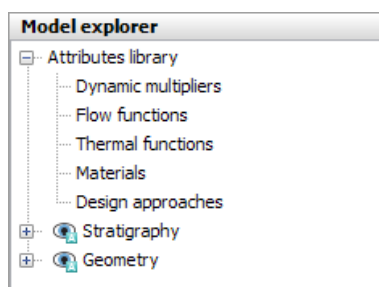 Model explorer
Attributes library
Dynamic multipliers
Flow functions
Thermal functions
Materials
Design approaches
Stratigraphy
Geometry